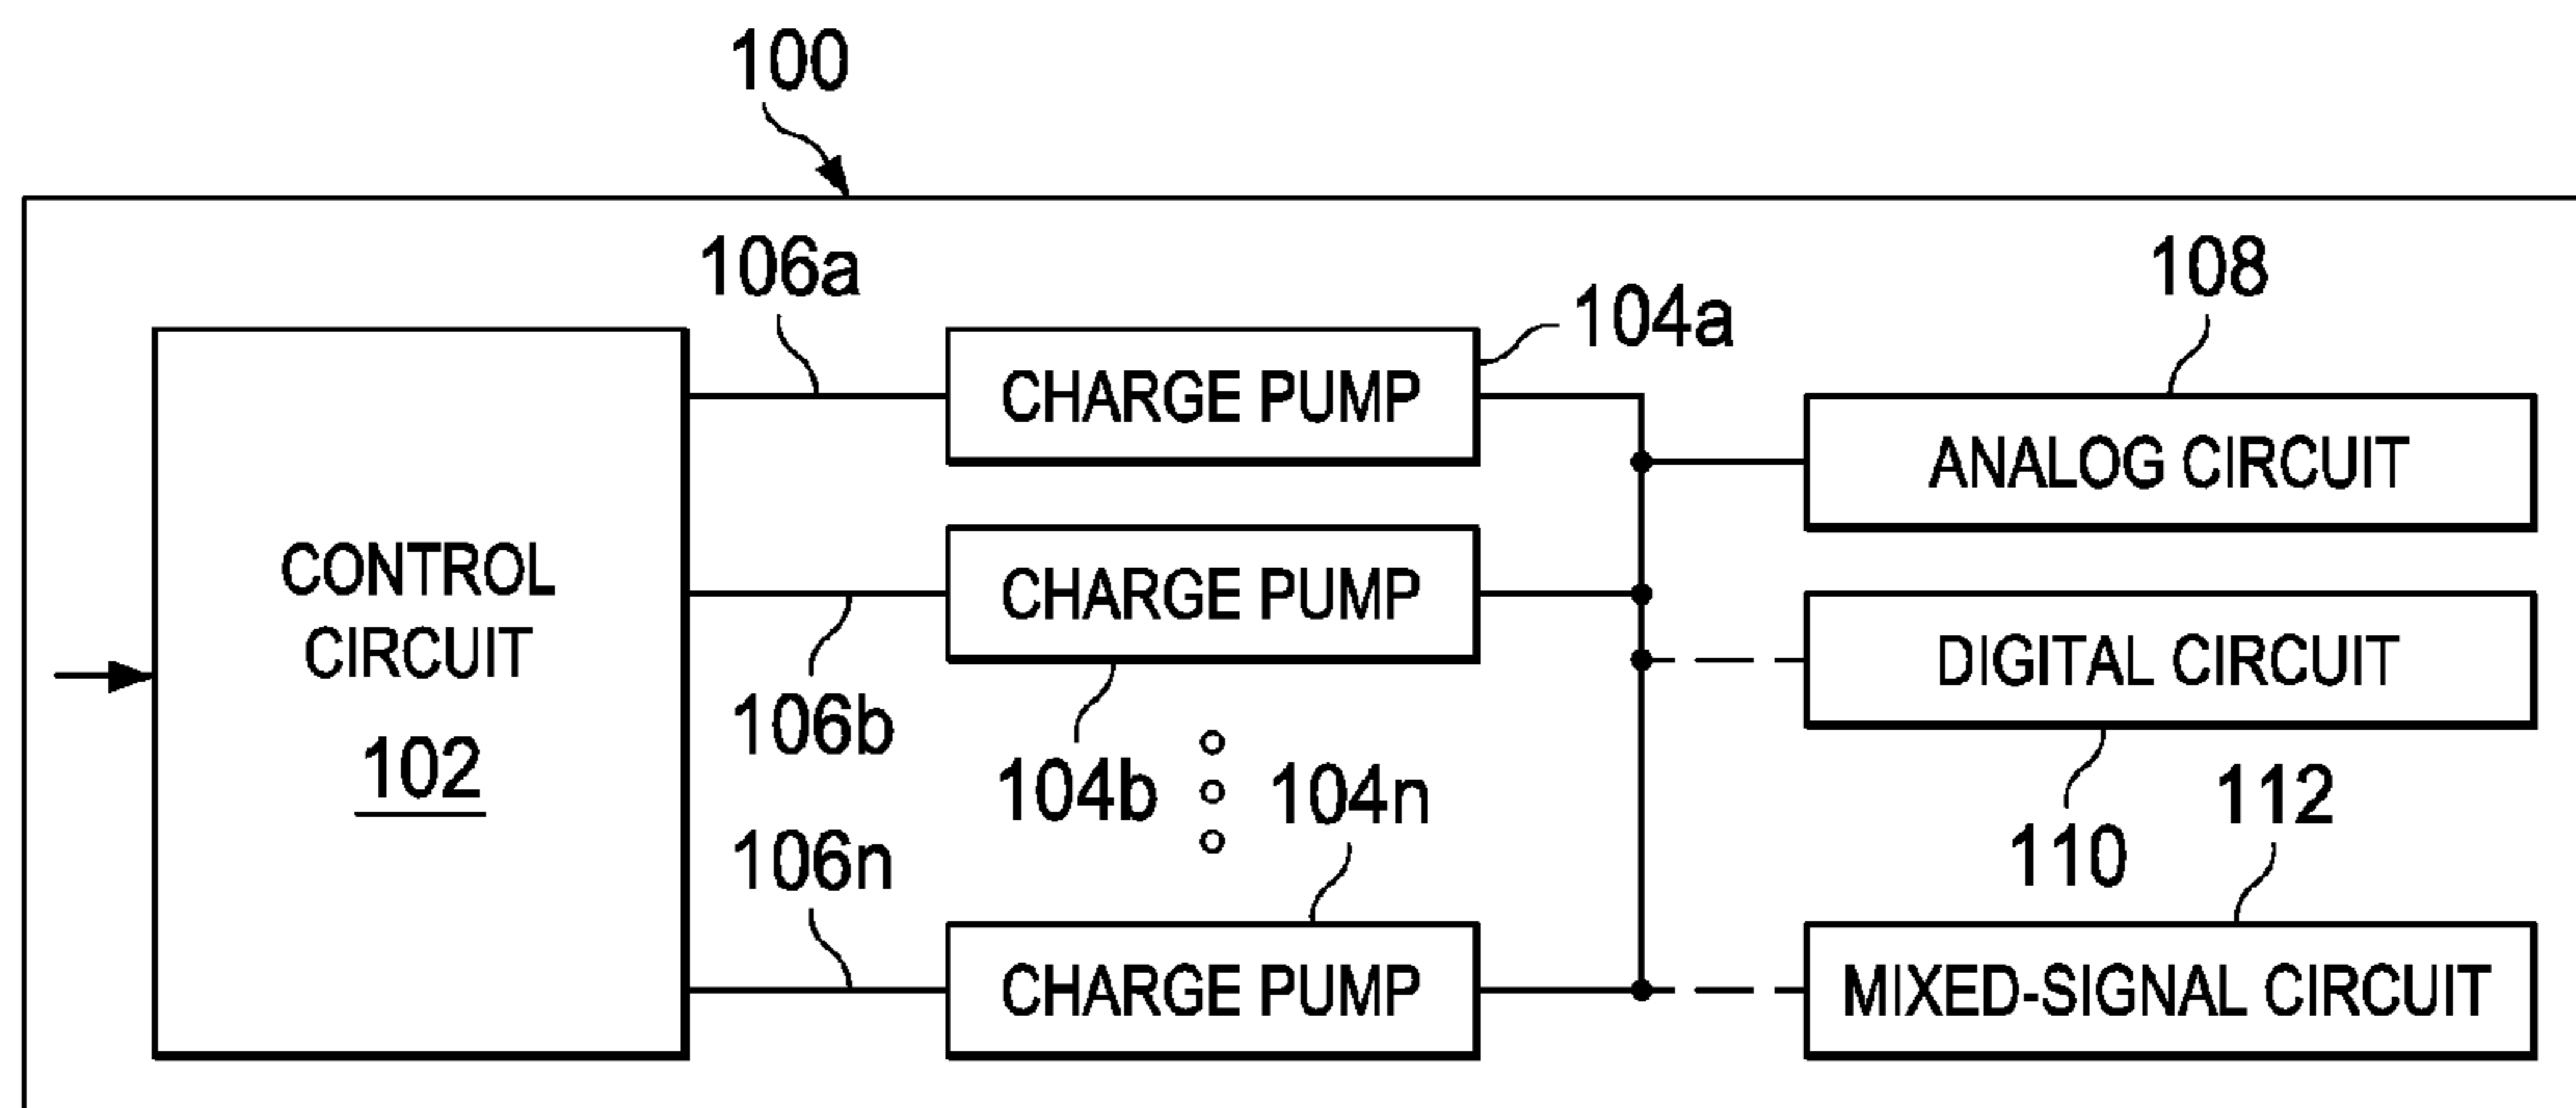 100
106a
108
104a
CHARGE PUMP
ANALOG CIRCUIT
CONTROL
CIRCUIT
102
CHARGE PUMP
DIGITAL CIRCUIT
106b
104b
104n
110
112
106n
CHARGE PUMP
MIXED-SIGNAL CIRCUIT